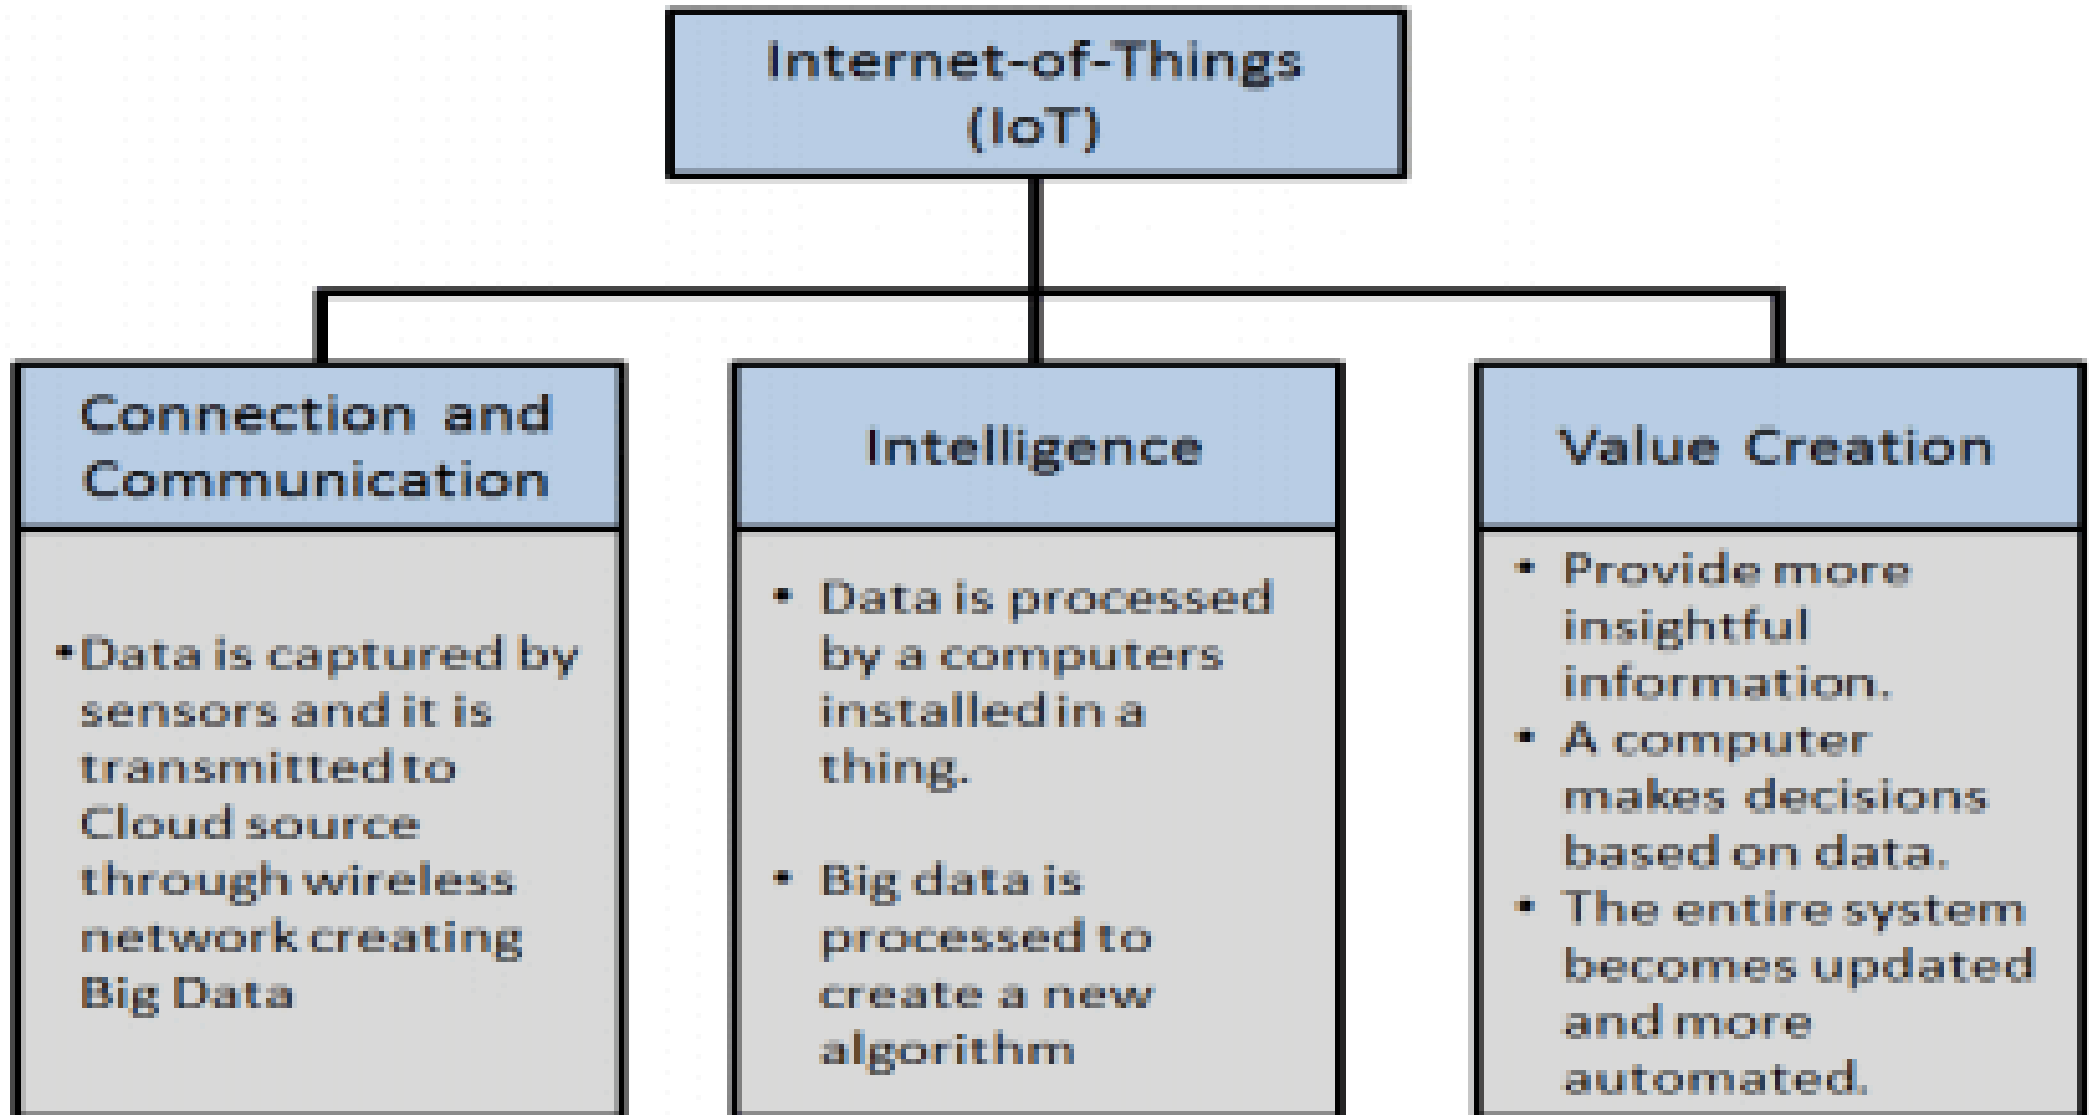 Internet-of-Things
(IoT)
Connection and
Communication
•Data is captured by
sensors and it is
transmitted to
Cloud source
through wireless
network creating
Big Data
Intelligence
• Data is processed
by a computers
installed in a
thing.
• Big data is
processed to
create a new
algorithm
Value Creation
• Provide more
insightful
information.
• A computer
makes decisions
based on data.
• The entire system
becomes updated
and more
automated.